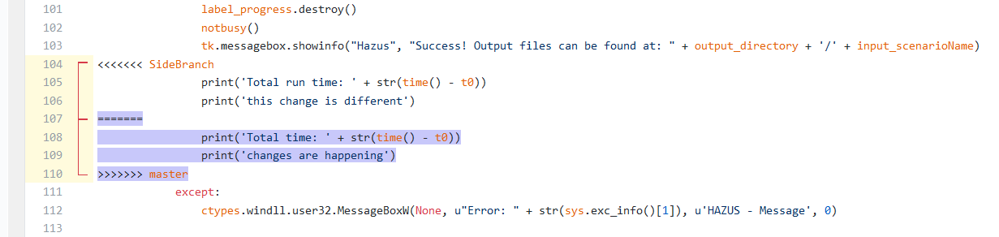 101 label_progress.destroy()
102 notbusy()
103 tk.messagebox.showinfo("Hazus", "Success! Output files can be found at: " + output_directory + '/' + input_scenarioName)
104 <<<<<<< SideBranch
105 print('Total run time: ' + str(time() - t0))
106 print('this change is different')
107 =======
108 print('Total time: ' + str(time() - t0))
109 print('changes are happening')
110 >>>>>>> master
111 except:
112 ctypes.windll.user32.MessageBoxW(None, u"Error: " + str(sys.exc_info()[1]), u'HAZUS - Message', 0)
113